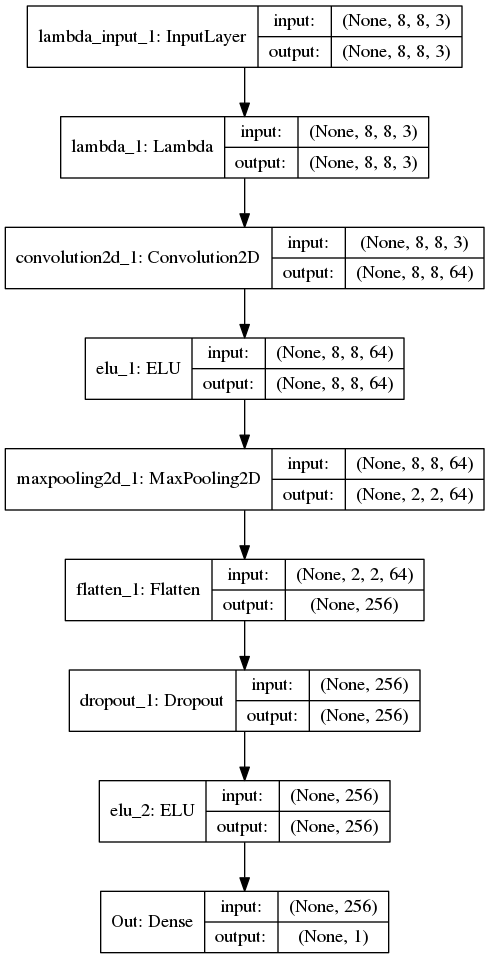 lambda_input_1: InputLayer
input: (None, 8, 8, 3)
output: (None, 8, 8, 3)
lambda_1: Lambda
input: (None, 8, 8, 3)
output: (None, 8, 8, 3)
convolution2d_1: Convolution2D
input: (None, 8, 8, 3)
output: (None, 8, 8, 64)
elu_1: ELU
input: (None, 8, 8, 64)
output: (None, 8, 8, 64)
maxpooling2d_1: MaxPooling2D
input: (None, 8, 8, 64)
output: (None, 2, 2, 64)
flatten_1: Flatten
input: (None, 2, 2, 64)
output: (None, 256)
dropout_1: Dropout
input: (None, 256)
output: (None, 256)
elu_2: ELU
input: (None, 256)
output: (None, 256)
Out: Dense
input: (None, 256)
output: (None, 1)